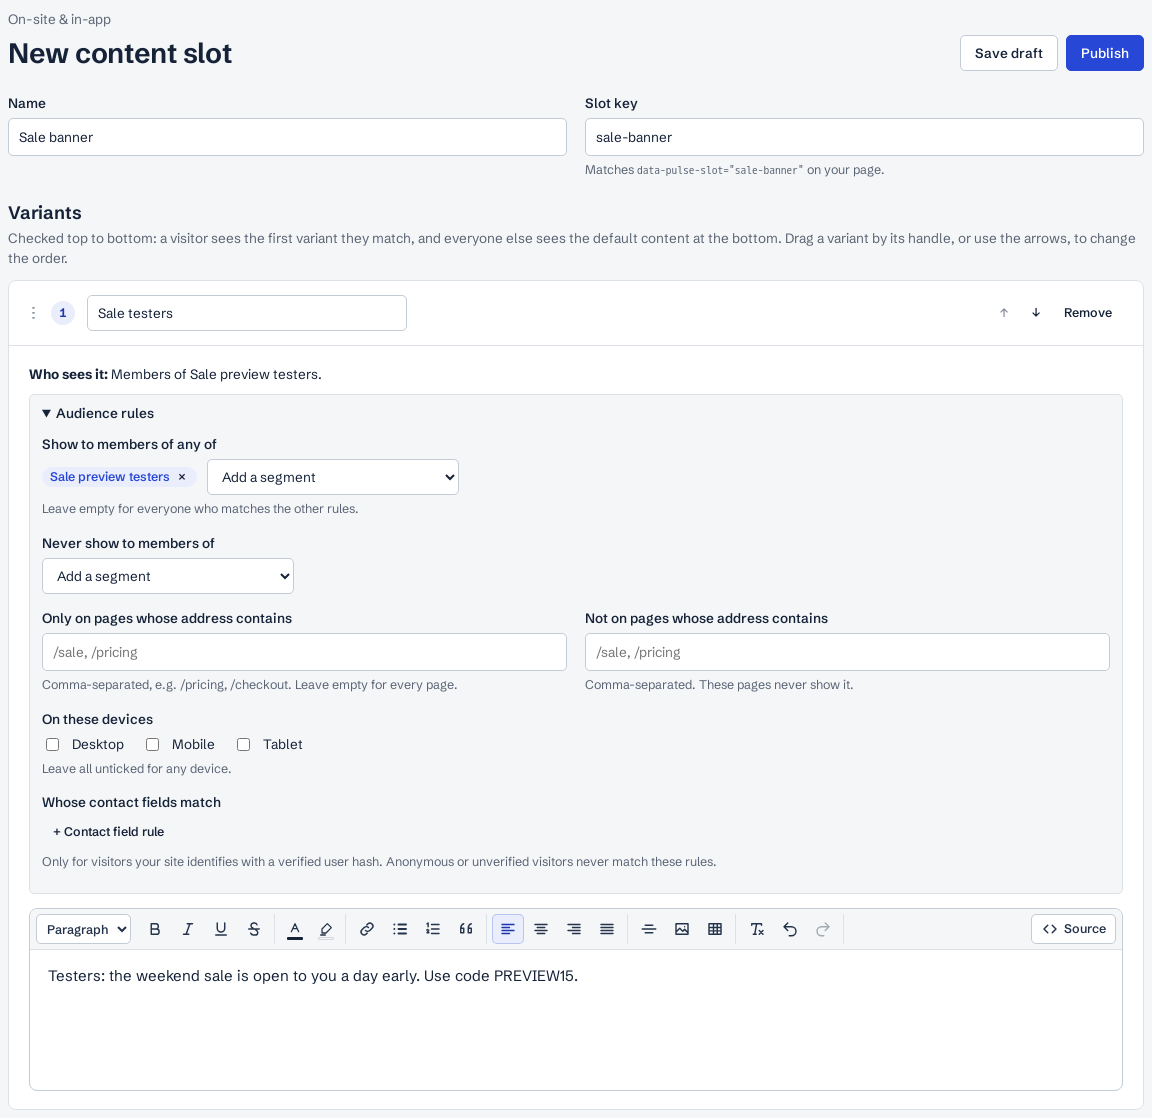 On-site & in-app
New content slot
Save draft
Publish
Name
Slot key
Sale banner
sale-banner
Matches data-pulse-slot="sale-banner" on your page.
Variants
Checked top to bottom: a visitor sees the first variant they match, and everyone else sees the default content at the bottom. Drag a variant by its handle, or use the arrows, to change
the order.
1
Sale testers
↑
↓
Remove
Who sees it: Members of Sale preview testers.
▼ Audience rules
Show to members of any of
Sale preview testers ×
Add a segment
Leave empty for everyone who matches the other rules.
Never show to members of
Add a segment
Only on pages whose address contains
Not on pages whose address contains
/sale, /pricing
/sale, /pricing
Comma-separated, e.g. /pricing, /checkout. Leave empty for every page.
Comma-separated. These pages never show it.
On these devices
Desktop
Mobile
Tablet
Leave all unticked for any device.
Whose contact fields match
+ Contact field rule
Only for visitors your site identifies with a verified user hash. Anonymous or unverified visitors never match these rules.
Paragraph
Source
Testers: the weekend sale is open to you a day early. Use code PREVIEW15.